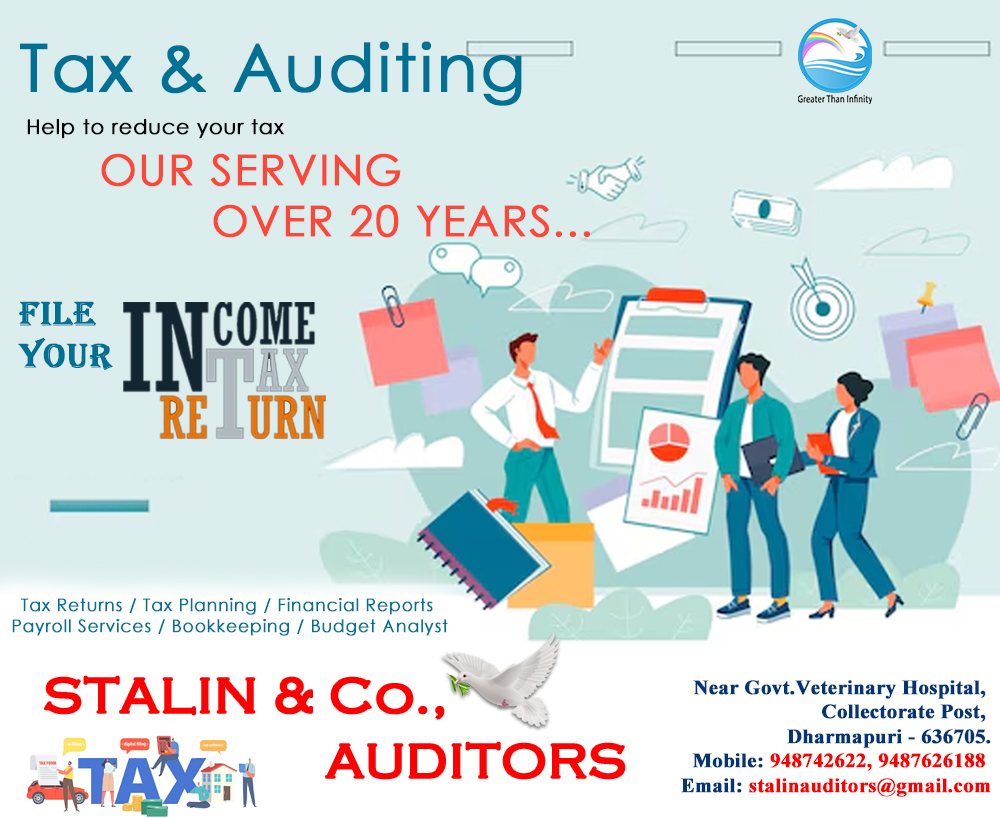 Tax & Auditing
Greater Than Infinity
Help to reduce your tax
OUR SERVING
OVER 20 YEARS...
FILE
YOUR
INCOME
TAX
RETURN
Tax Returns / Tax Planning / Financial Reports
Payroll Services / Bookkeeping / Budget Analyst
STALIN & Co.,
AUDITORS
TAX
Near Govt.Veterinary Hospital,
Collectorate Post,
Dharmapuri - 636705.
Mobile: 948742622, 9487626188
Email: stalinauditors@gmail.com